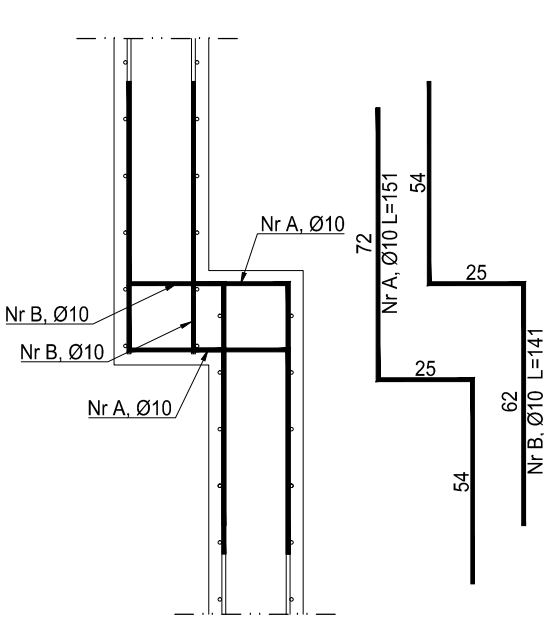 Nr A, Ø10
Nr B, Ø10
Nr B, Ø10
Nr A, Ø10
72
Nr A, Ø10 L=151
25
54
54
25
62
Nr B, Ø10 L=141